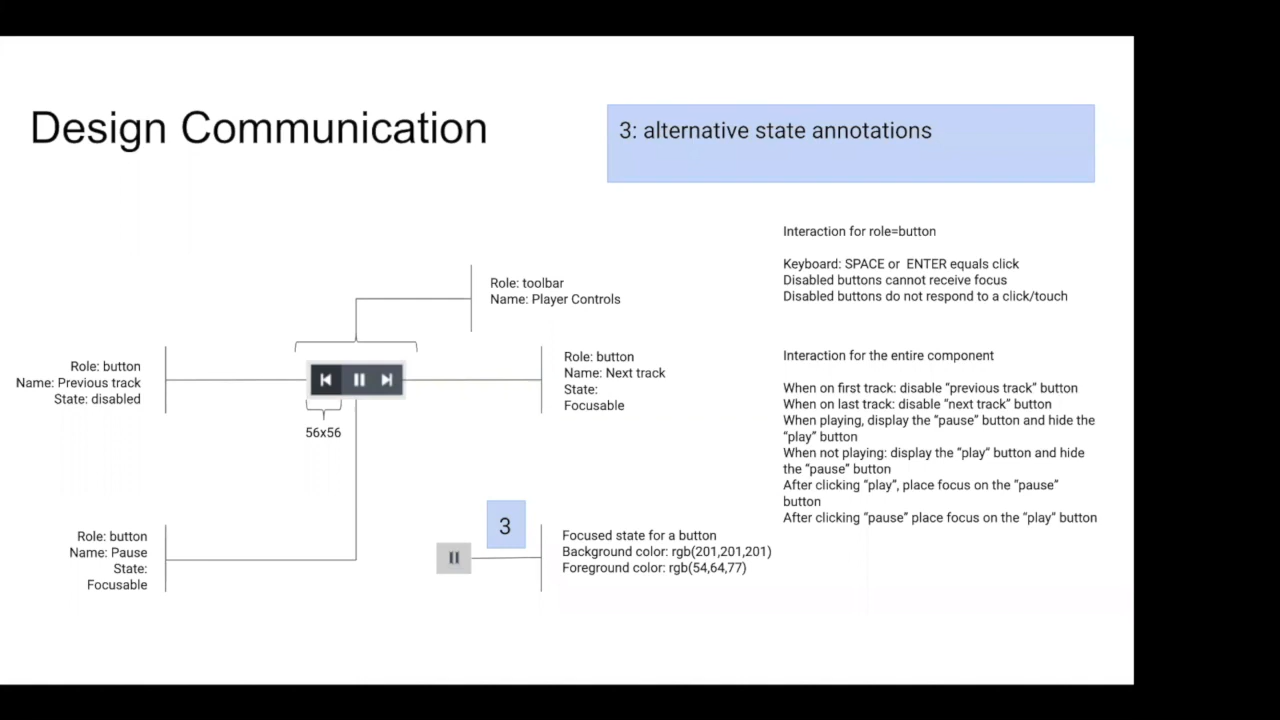 Design Communication
3: alternative state annotations
Role: toolbar
Name: Player Controls
Role: button
Name: Previous track
State: disabled
56x56
Role: button
Name: Next track
State:
Focusable
Role: button
Name: Pause
State:
Focusable
3
Focused state for a button
Background color: rgb(201,201,201)
Foreground color: rgb(54,64,77)
Interaction for role=button
Keyboard: SPACE or  ENTER equals click
Disabled buttons cannot receive focus
Disabled buttons do not respond to a click/touch
Interaction for the entire component
When on first track: disable “previous track” button
When on last track: disable “next track” button
When playing, display the “pause” button and hide the
“play” button
When not playing: display the “play” button and hide
the “pause” button
After clicking “play”, place focus on the “pause”
button
After clicking “pause” place focus on the “play” button